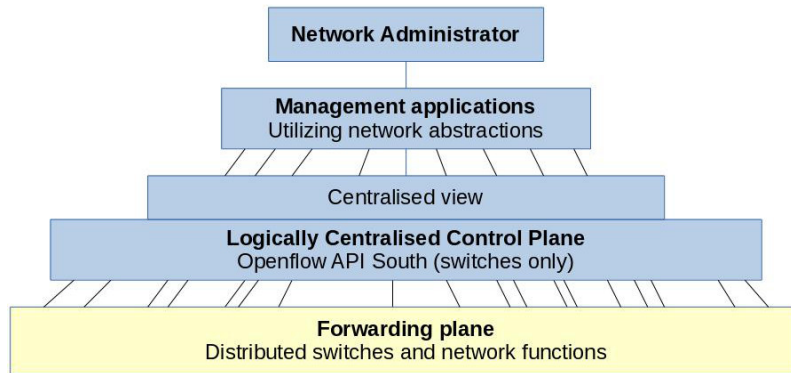 Network Administrator
Management applications
Utilizing network abstractions
Centralised view
Logically Centralised Control Plane
Openflow API South (switches only)
Forwarding plane
Distributed switches and network functions